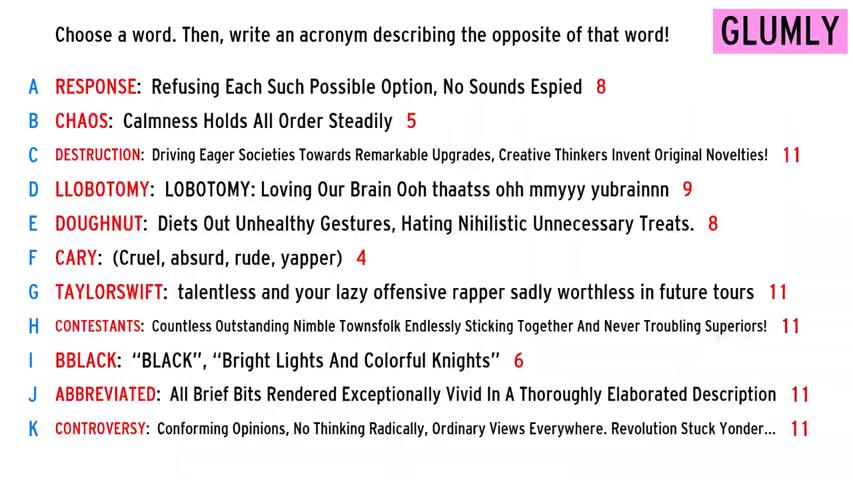 Choose a word. Then, write an acronym describing the opposite of that word!
GLUMLY
A RESPONSE: Refusing Each Such Possible Option, No Sounds Espied 8
B CHAOS: Calmness Holds All Order Steadily 5
C DESTRUCTION: Driving Eager Societies Towards Remarkable Upgrades, Creative Thinkers Invent Original Novelties! 11
D LLOBOTOMY: LOBOTOMY: Loving Our Brain Ooh thaatss ohh mmyyy yubrainnn 9
E DOUGHNUT: Diets Out Unhealthy Gestures, Hating Nihilistic Unnecessary Treats. 8
F CARY: (Cruel, absurd, rude, yapper) 4
G TAYLORSWIFT: talentless and your lazy offensive rapper sadly worthless in future tours 11
H CONTESTANTS: Countless Outstanding Nimble Townsfolk Endlessly Sticking Together And Never Troubling Superiors! 11
I BBLACK: “BLACK”, “Bright Lights And Colorful Knights” 6
J ABBREVIATED: All Brief Bits Rendered Exceptionally Vivid In A Thoroughly Elaborated Description 11
K CONTROVERSY: Conforming Opinions, No Thinking Radically, Ordinary Views Everywhere. Revolution Stuck Yonder... 11